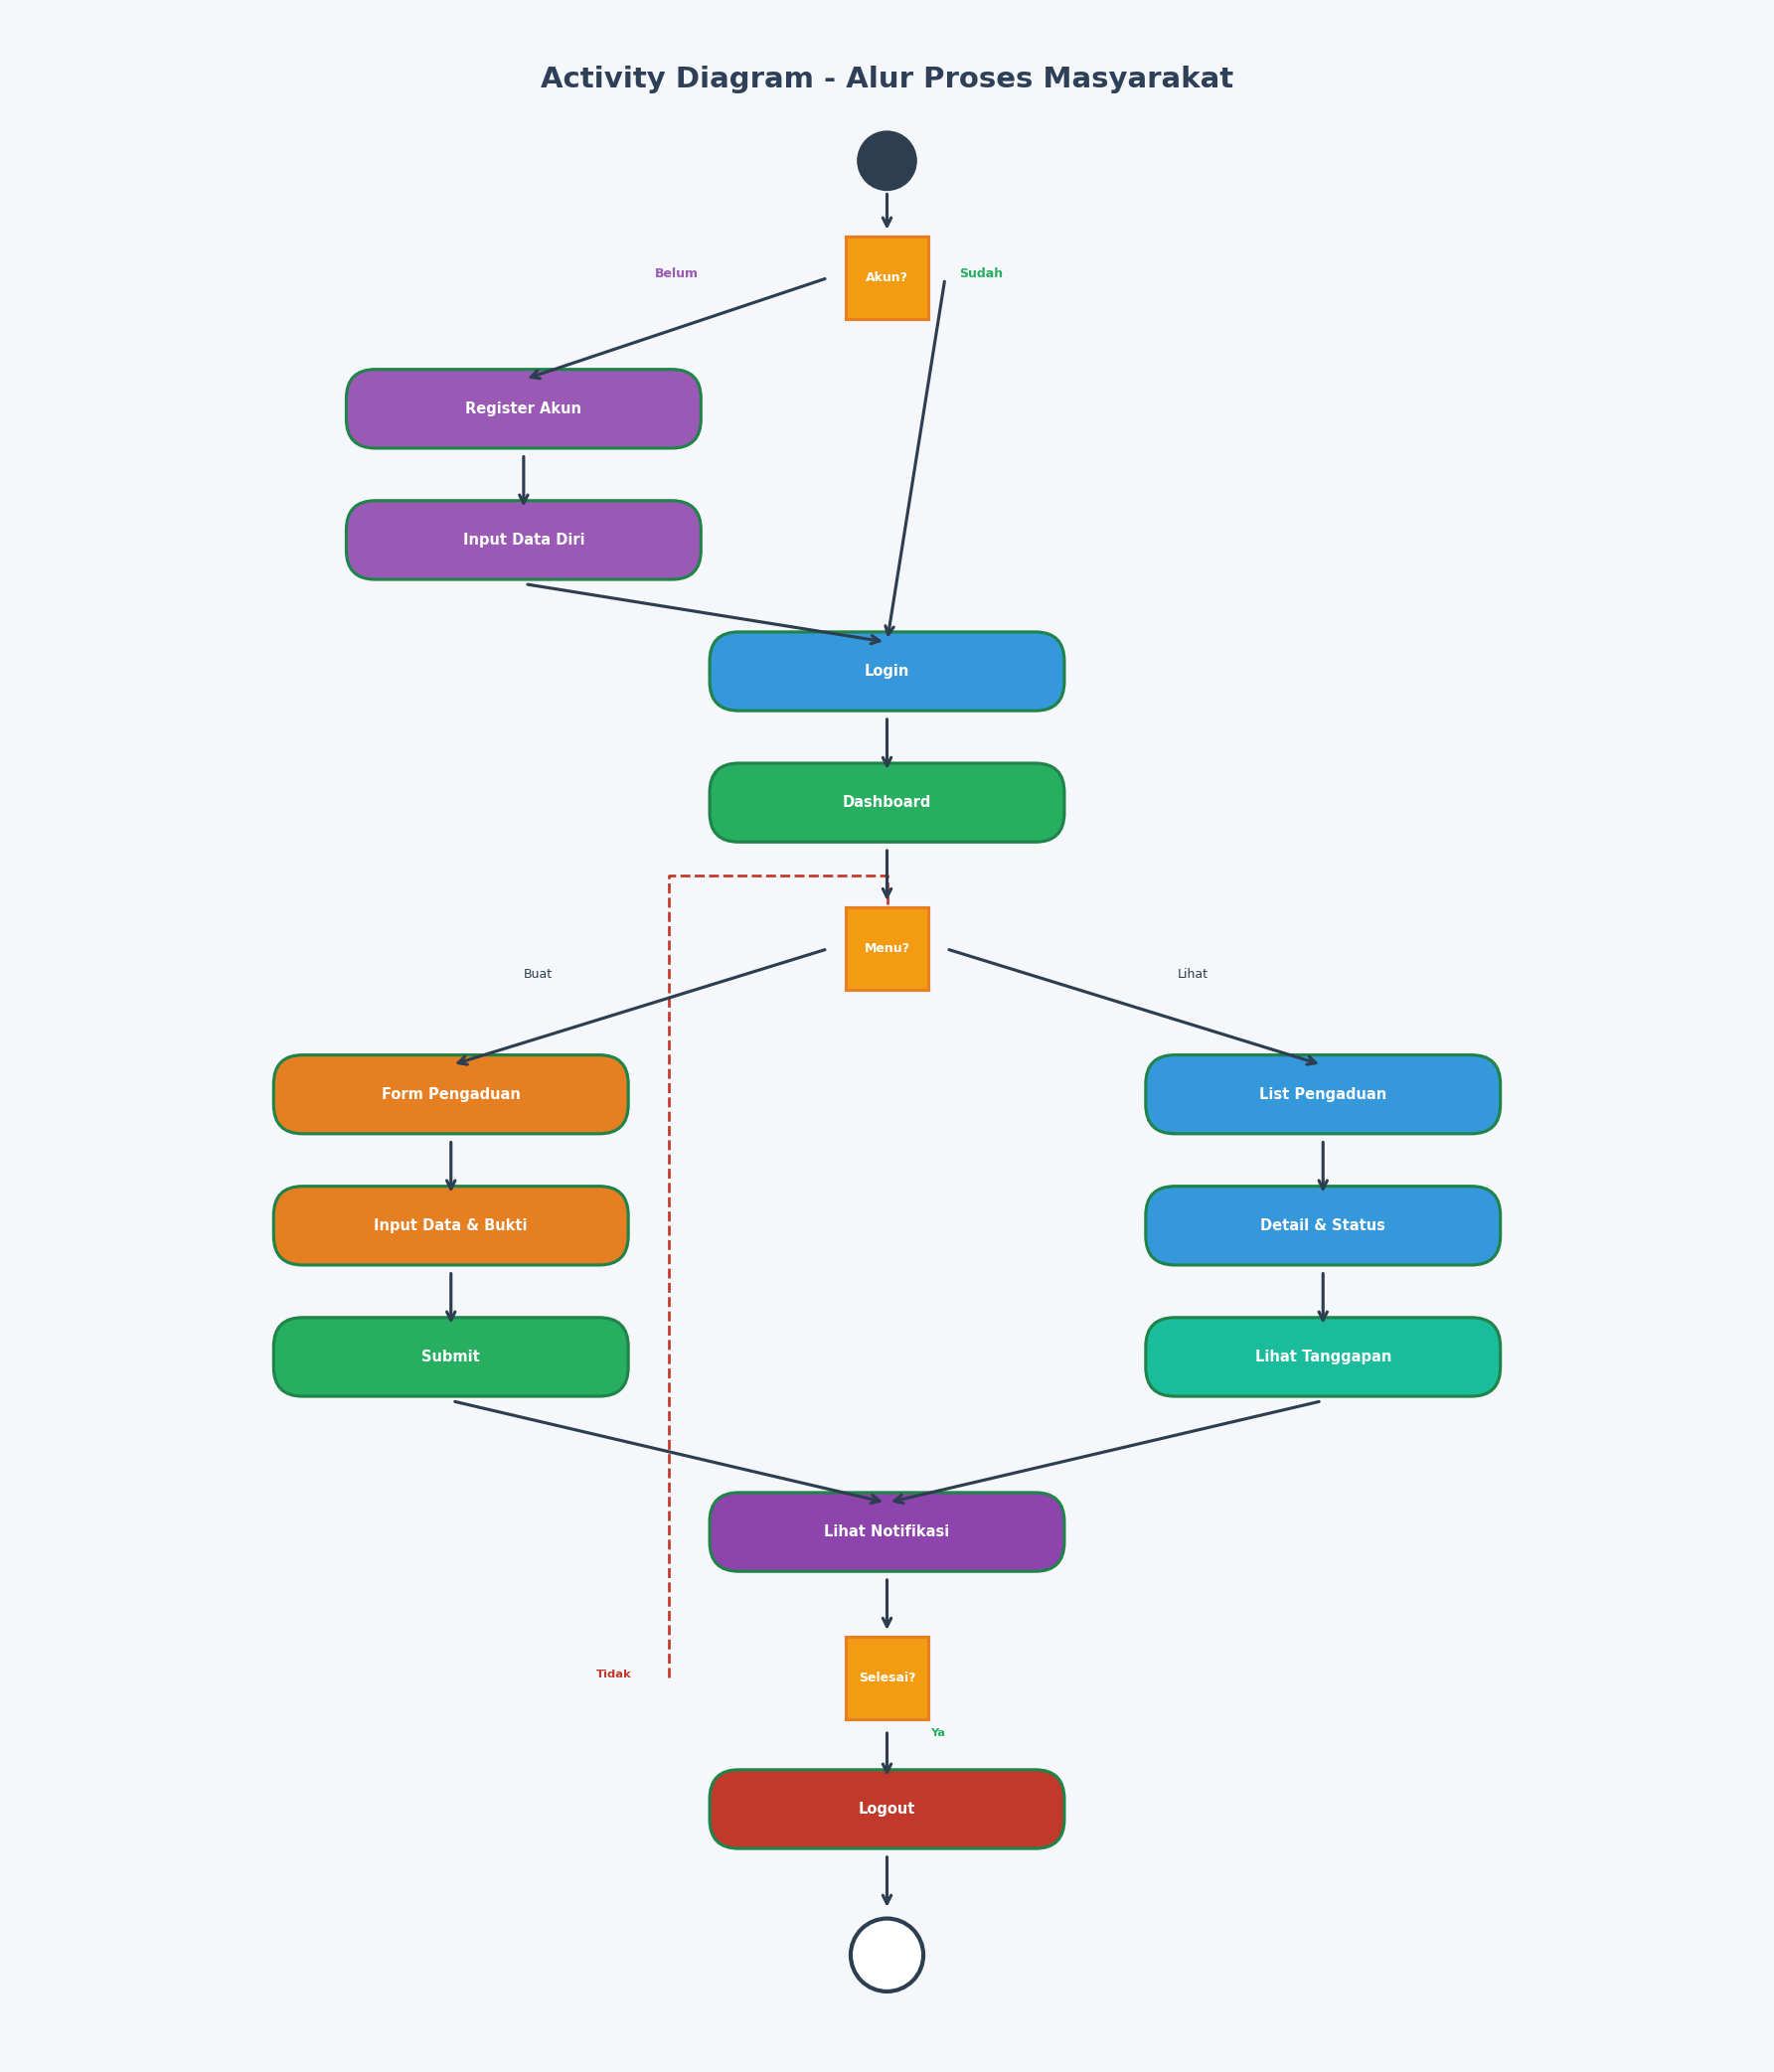 Activity Diagram - Alur Proses Masyarakat
Akun?
Belum
Sudah
Register Akun
Input Data Diri
Login
Dashboard
Menu?
Buat
Lihat
Form Pengaduan
List Pengaduan
Input Data & Bukti
Detail & Status
Submit
Lihat Tanggapan
Lihat Notifikasi
Tidak
Selesai?
Ya
Logout